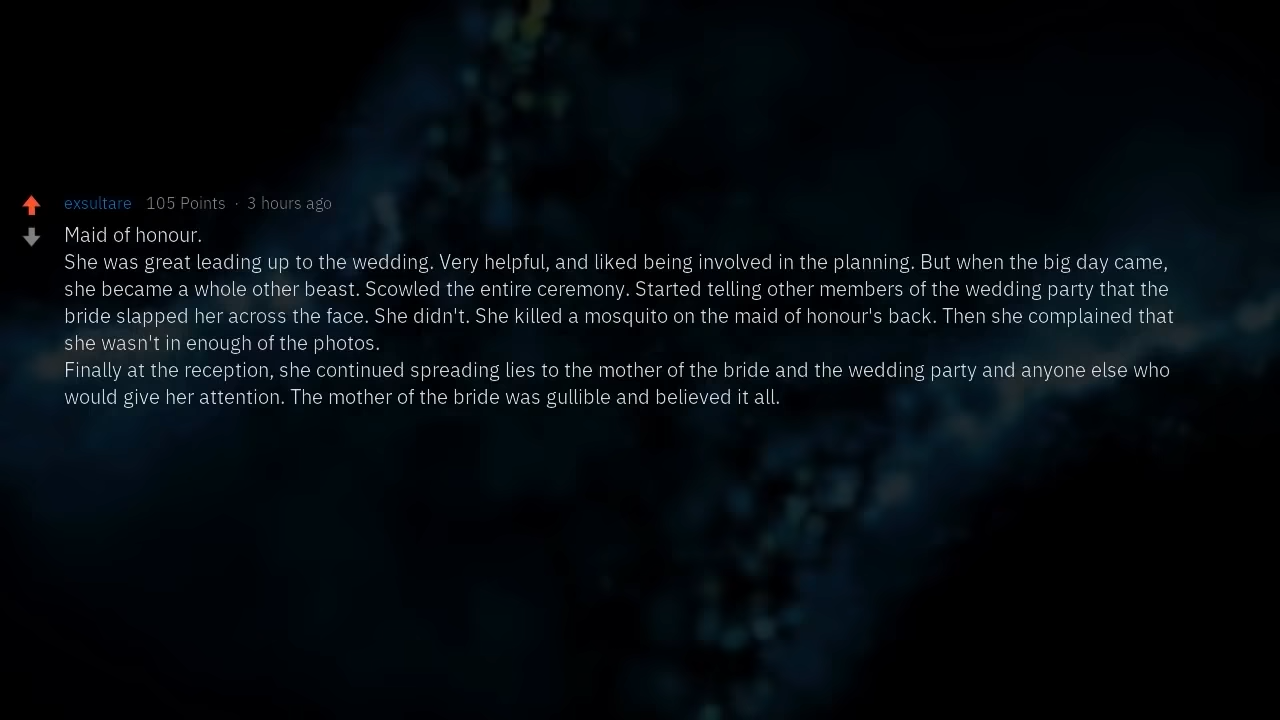 exsultare 105 Points · 3 hours ago
Maid of honour.
She was great leading up to the wedding. Very helpful, and liked being involved in the planning. But when the big day came,
she became a whole other beast. Scowled the entire ceremony. Started telling other members of the wedding party that the
bride slapped her across the face. She didn't. She killed a mosquito on the maid of honour's back. Then she complained that
she wasn't in enough of the photos.
Finally at the reception, she continued spreading lies to the mother of the bride and the wedding party and anyone else who
would give her attention. The mother of the bride was gullible and believed it all.